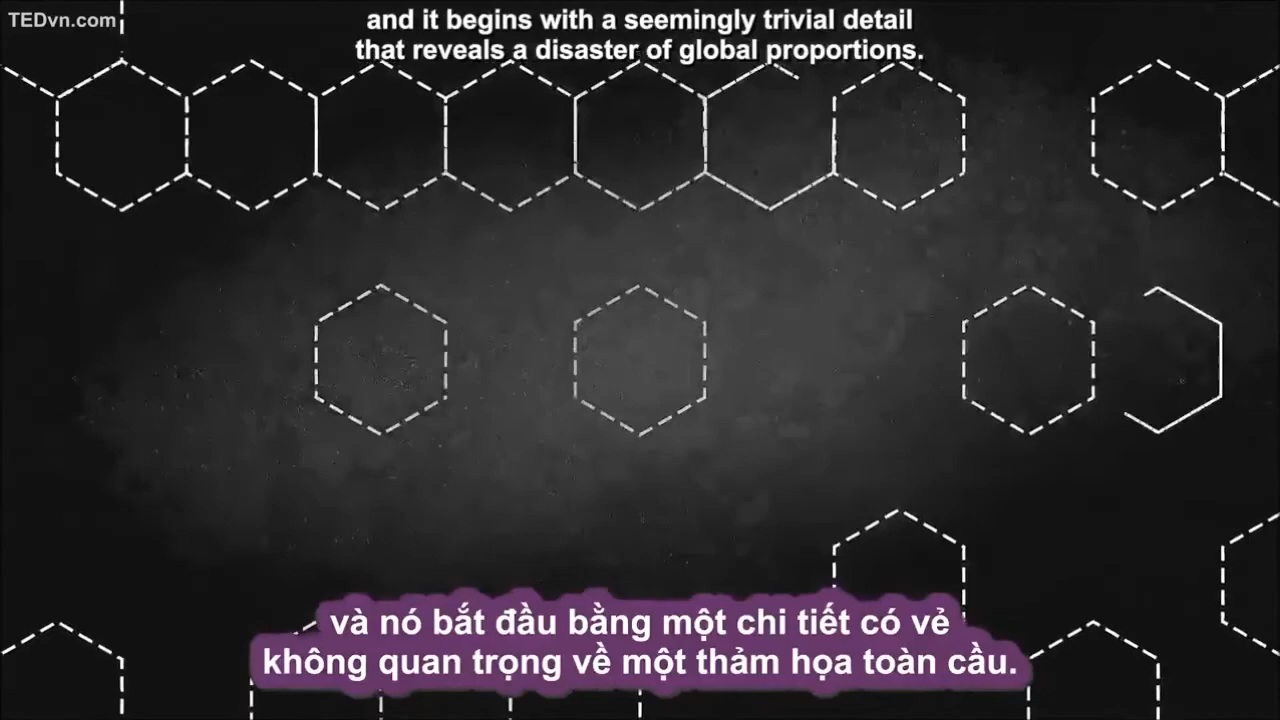 TEDvn.com
and it begins with a seemingly trivial detail
that reveals a disaster of global proportions.
và nó bắt đầu bằng một chi tiết có vẻ
không quan trọng về một thảm họa toàn cầu.